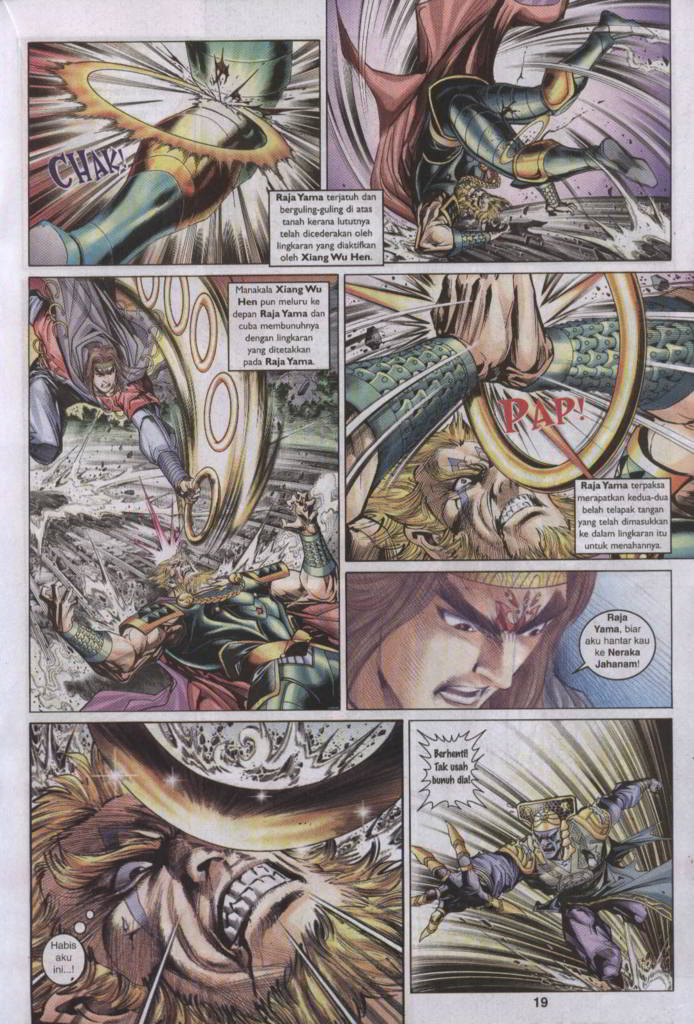 CHAK!
Raja Yama terjatuh dan
berguling-guling di atas
tanah kerana lututnya
telah dicederakan oleh
lingkaran yang diaktifkan
oleh Xiang Wu Hen.
Manakala Xiang Wu
Hen pun meluru ke
depan Raja Yama dan
cuba membunuhnya
dengan lingkaran
yang ditetakkan
pada Raja Yama.
PAP!
Raja Yama terpaksa
merapatkan kedua-dua
belah telapak tangan
yang telah dimasukkan
ke dalam lingkaran itu
untuk menahannya.
Raja
Yama, biar
aku hantar kau
ke Neraka
Jahanam!
Habis
aku
ini...!
Berhenti!
Tak usah
bunuh dia!
19